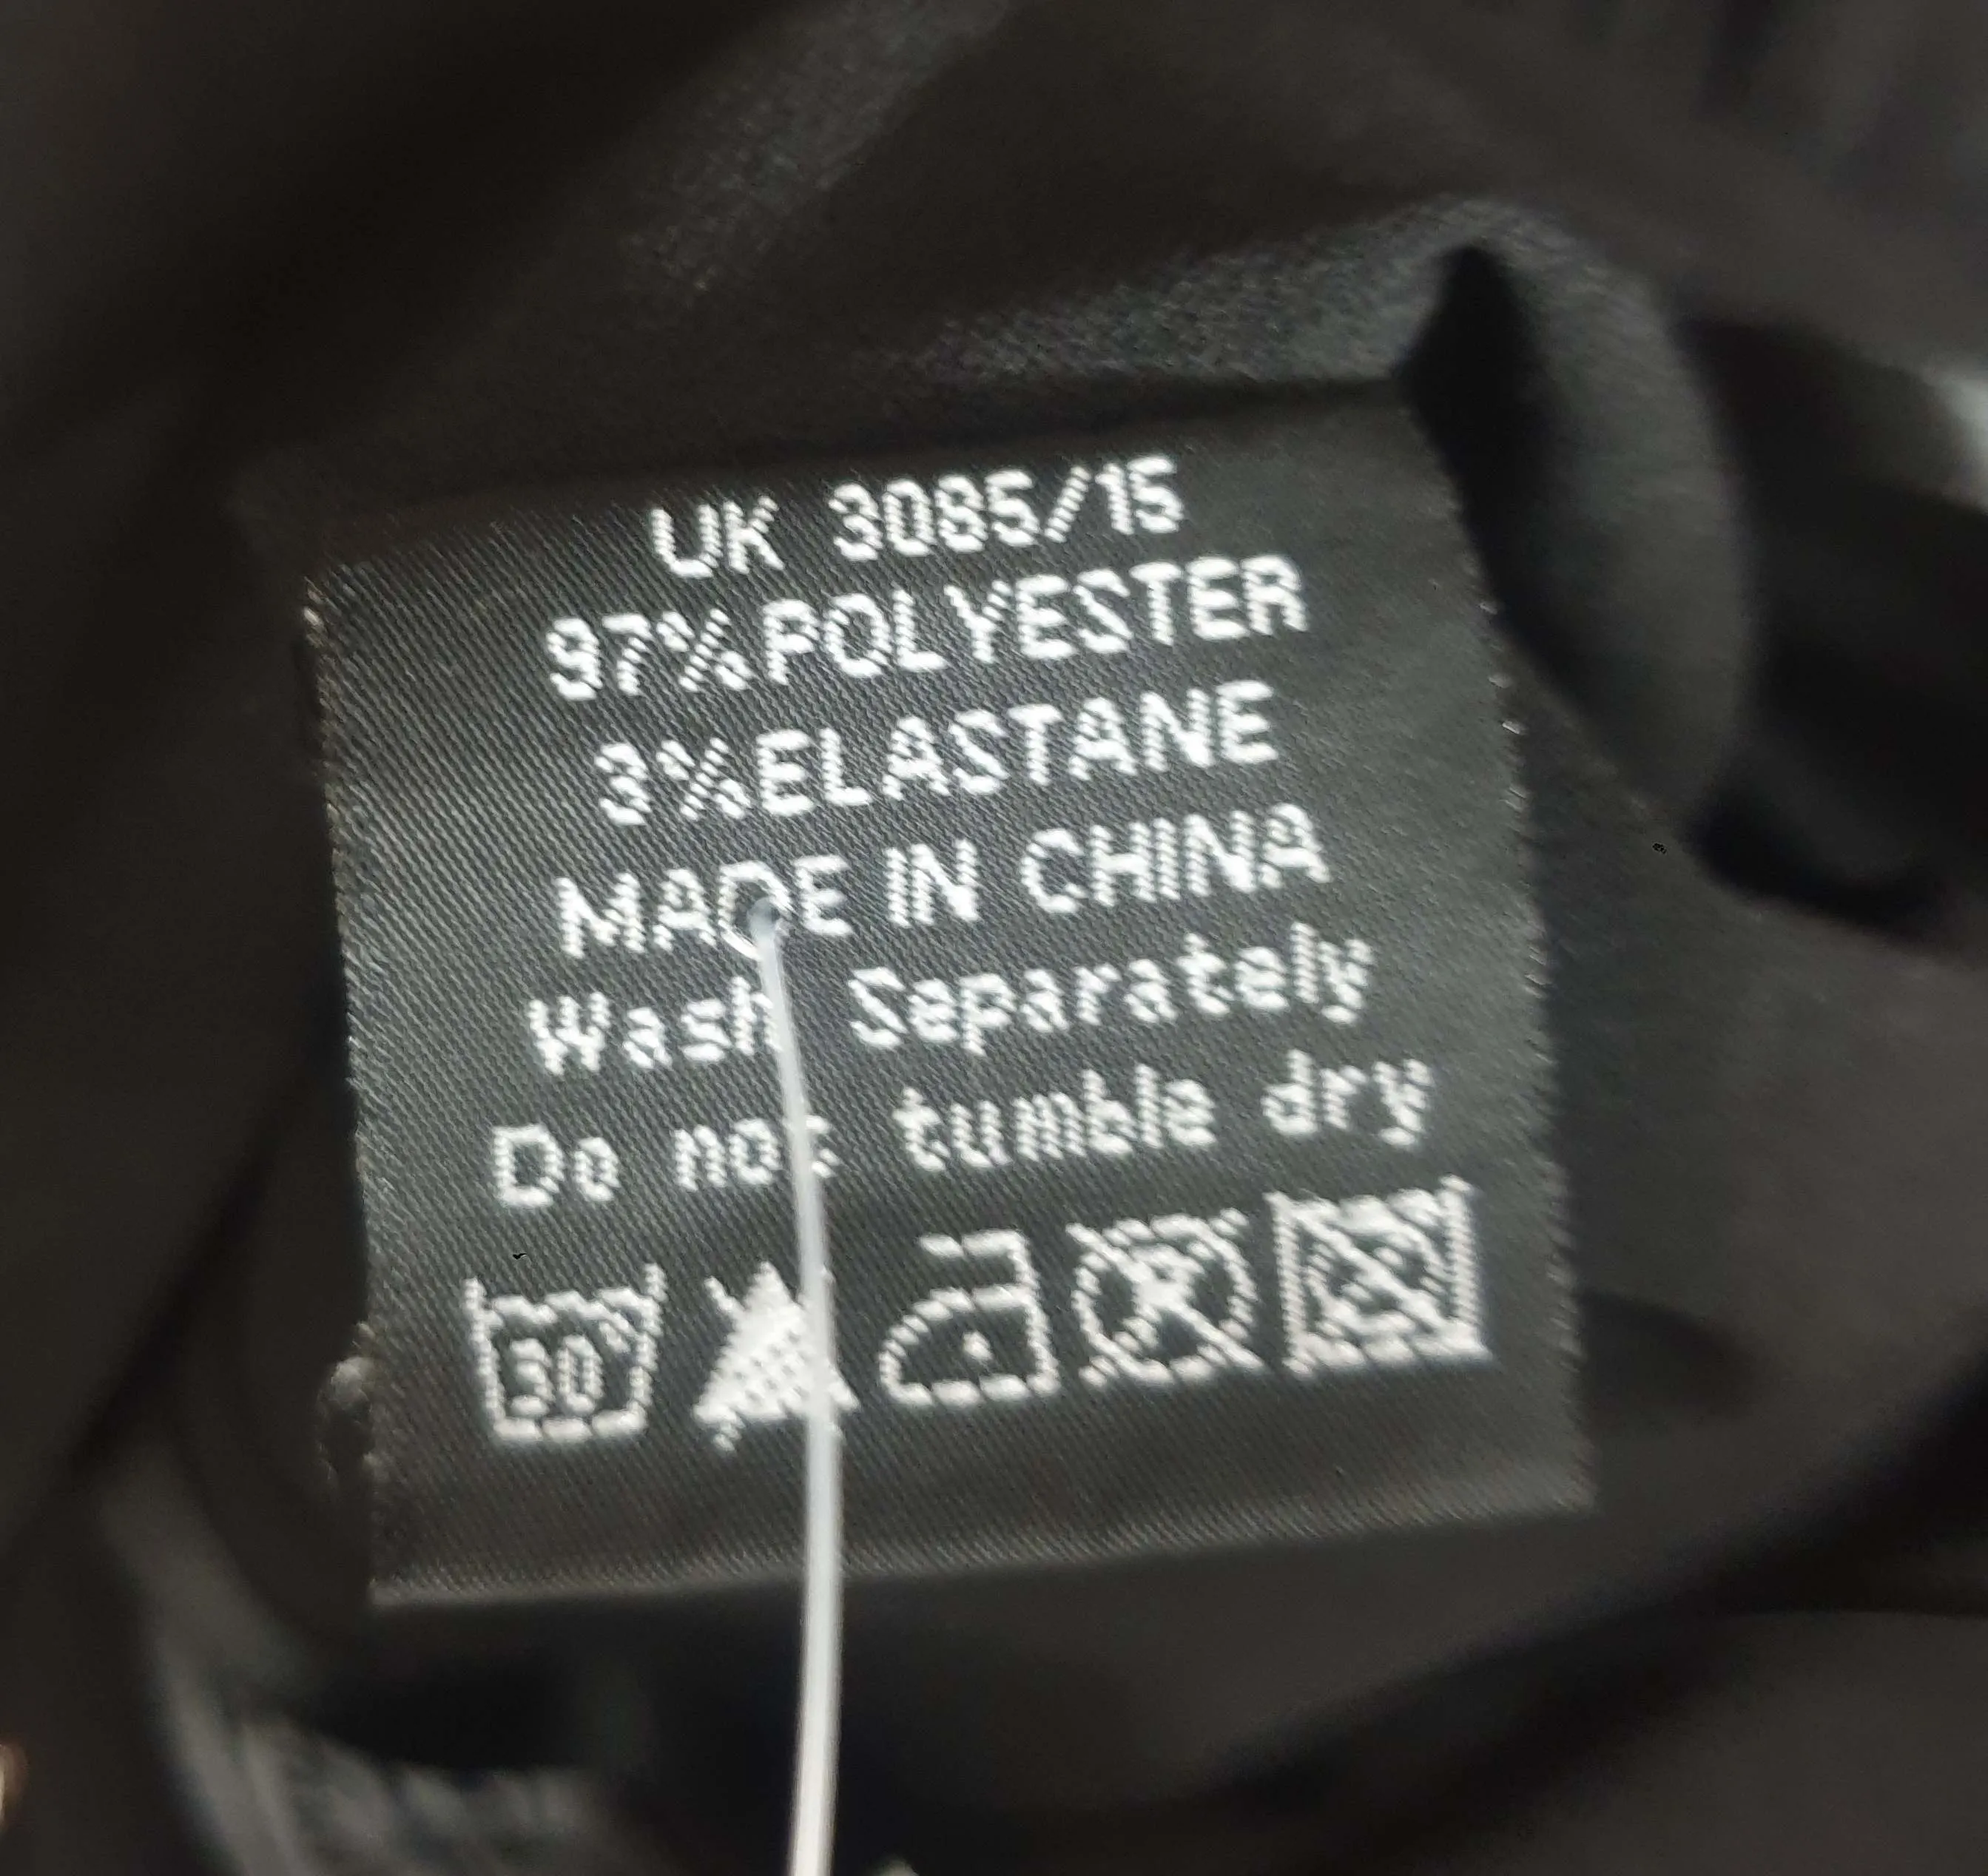 UK 3085/15
97%POLYESTER
3%ELASTANE
MADE IN CHINA
Wash Separately
Do not tumble dry
30°